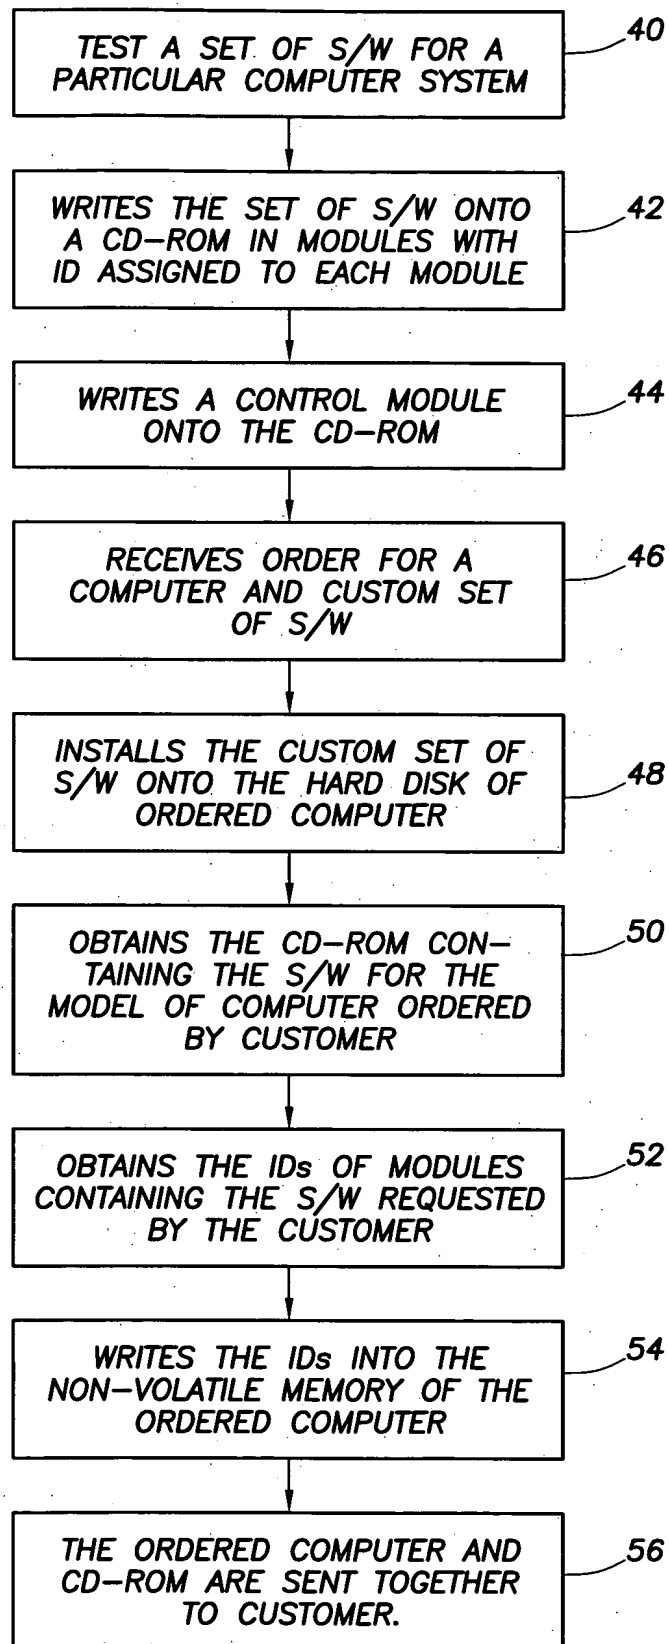 TEST A SET OF S/W FOR A
PARTICULAR COMPUTER SYSTEM
40
WRITES THE SET OF S/W ONTO
A CD-ROM IN MODULES WITH
ID ASSIGNED TO EACH MODULE
42
WRITES A CONTROL MODULE
ONTO THE CD-ROM
44
RECEIVES ORDER FOR A
COMPUTER AND CUSTOM SET
OF S/W
46
INSTALLS THE CUSTOM SET OF
S/W ONTO THE HARD DISK OF
ORDERED COMPUTER
48
OBTAINS THE CD-ROM CON-
TAINING THE S/W FOR THE
MODEL OF COMPUTER ORDERED
BY CUSTOMER
50
OBTAINS THE IDs OF MODULES
CONTAINING THE S/W REQUESTED
BY THE CUSTOMER
52
WRITES THE IDs INTO THE
NON-VOLATILE MEMORY OF THE
ORDERED COMPUTER
54
THE ORDERED COMPUTER AND
CD-ROM ARE SENT TOGETHER
TO CUSTOMER.
56